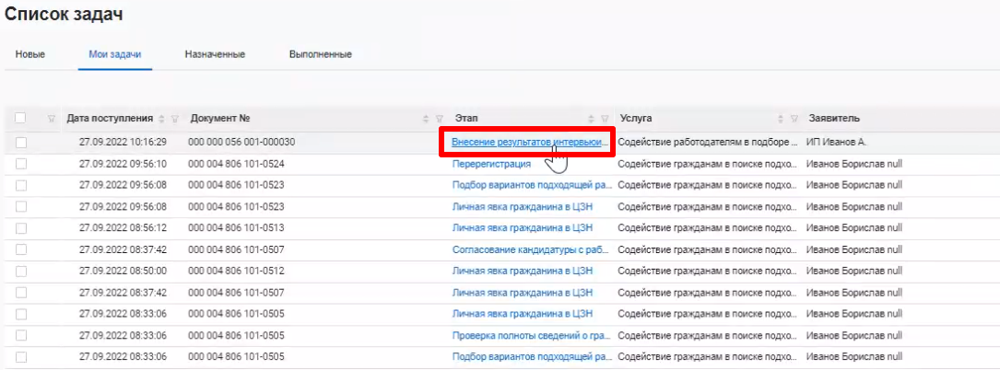 Список задач
Новые Мои задачи Назначенные Выполненные
Дата поступления Документ № Этап Услуга Заявитель
27.09.2022 10:16:29 000 000 056 001-000030 Внесение результатов интервьюи... Содействие работодателям в подборе ... ИП Иванов А.
27.09.2022 09:56:10 000 004 806 101-0524 Перерегистрация Содействие гражданам в поиске подхо... Иванов Борислав null
27.09.2022 09:56:08 000 004 806 101-0523 Подбор вариантов подходящей ра... Содействие гражданам в поиске подхо... Иванов Борислав null
27.09.2022 09:56:08 000 004 806 101-0523 Личная явка гражданина в ЦЗН Содействие гражданам в поиске подхо... Иванов Борислав null
27.09.2022 08:56:12 000 004 806 101-0513 Личная явка гражданина в ЦЗН Содействие гражданам в поиске подхо... Иванов Борислав null
27.09.2022 08:37:42 000 004 806 101-0507 Согласование кандидатуры с раб... Содействие гражданам в поиске подхо... Иванов Борислав null
27.09.2022 08:50:00 000 004 806 101-0512 Личная явка гражданина в ЦЗН Содействие гражданам в поиске подхо... Иванов Борислав null
27.09.2022 08:37:42 000 004 806 101-0507 Личная явка гражданина в ЦЗН Содействие гражданам в поиске подхо... Иванов Борислав null
27.09.2022 08:33:06 000 004 806 101-0505 Личная явка гражданина в ЦЗН Содействие гражданам в поиске подхо... Иванов Борислав null
27.09.2022 08:33:06 000 004 806 101-0505 Проверка полноты сведений о гра... Содействие гражданам в поиске подхо... Иванов Борислав null
27.09.2022 08:33:06 000 004 806 101-0505 Подбор вариантов подходящей ра... Содействие гражданам в поиске подхо... Иванов Борислав null